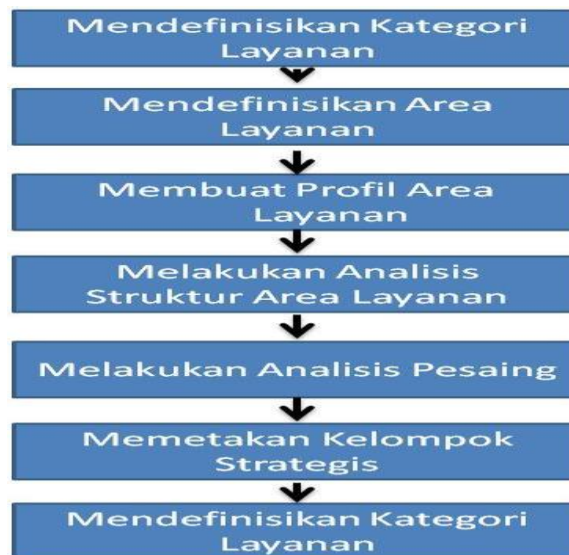 Mendefinisikan Kategori
Layanan
Mendefinisikan Area
Layanan
Membuat Profil Area
Layanan
Melakukan Analisis
Struktur Area Layanan
Melakukan Analisis Pesaing
Memetakan Kelompok
Strategis
Mendefinisikan Kategori
Layanan